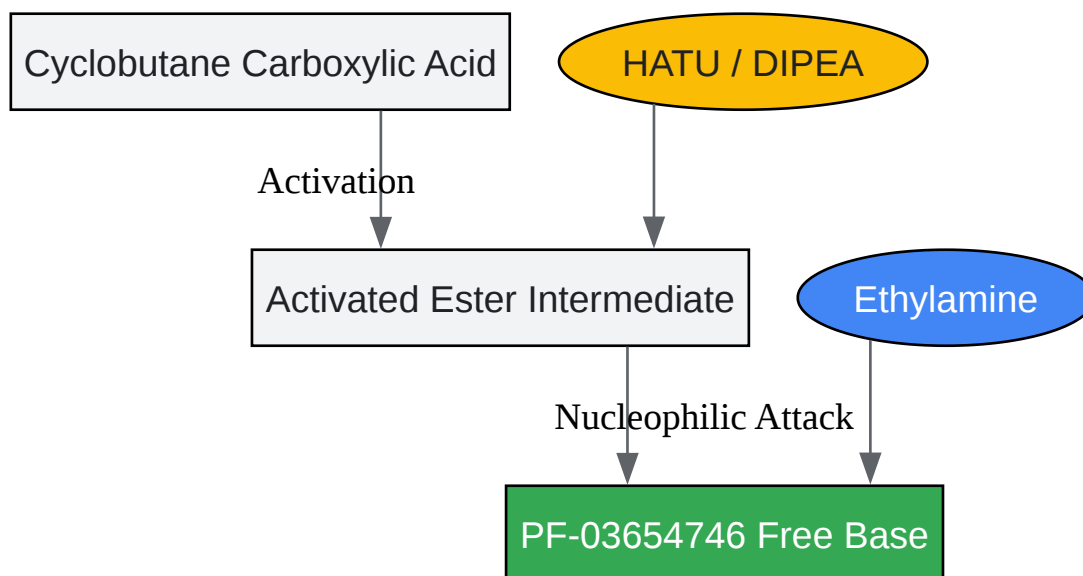 Cyclobutane Carboxylic Acid
HATU / DIPEA
Activation
Activated Ester Intermediate
Ethylamine
Nucleophilic Attack
PF-03654746 Free Base